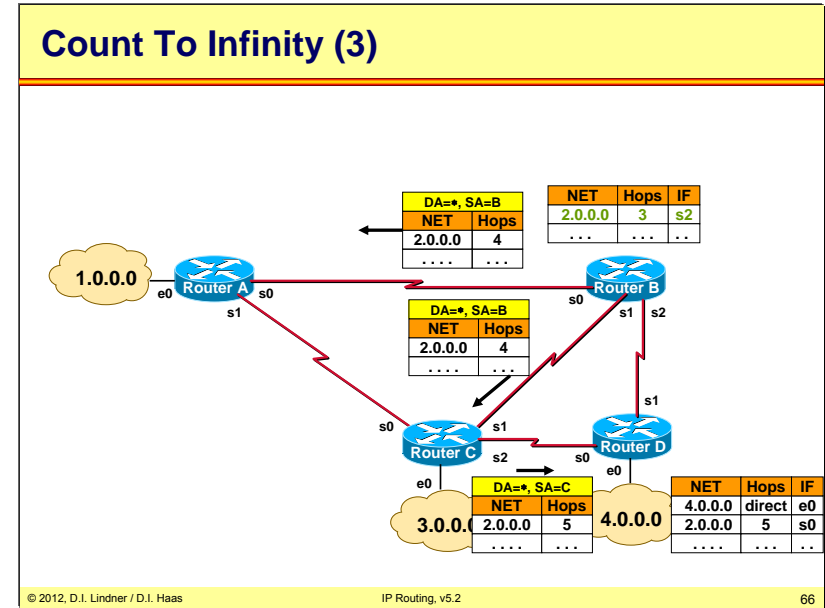 Count To Infinity (3)
DA=*, SA=B
NET Hops
2.0.0.0 4
. . . . . . .
NET Hops IF
2.0.0.0 3 s2
. . . . . . . .
1.0.0.0
e0
Router A
s0
s1
Router B
s0
s1
s2
DA=*, SA=B
NET Hops
2.0.0.0 4
. . . . . . .
s0
s1
Router C
s2
e0
s1
Router D
s0
e0
3.0.0.0
DA=*, SA=C
NET Hops
2.0.0.0 5
. . . . . . .
4.0.0.0
NET Hops IF
4.0.0.0 direct e0
2.0.0.0 5 s0
. . . . . . . . .
© 2012, D.I. Lindner / D.I. Haas
IP Routing, v5.2
66